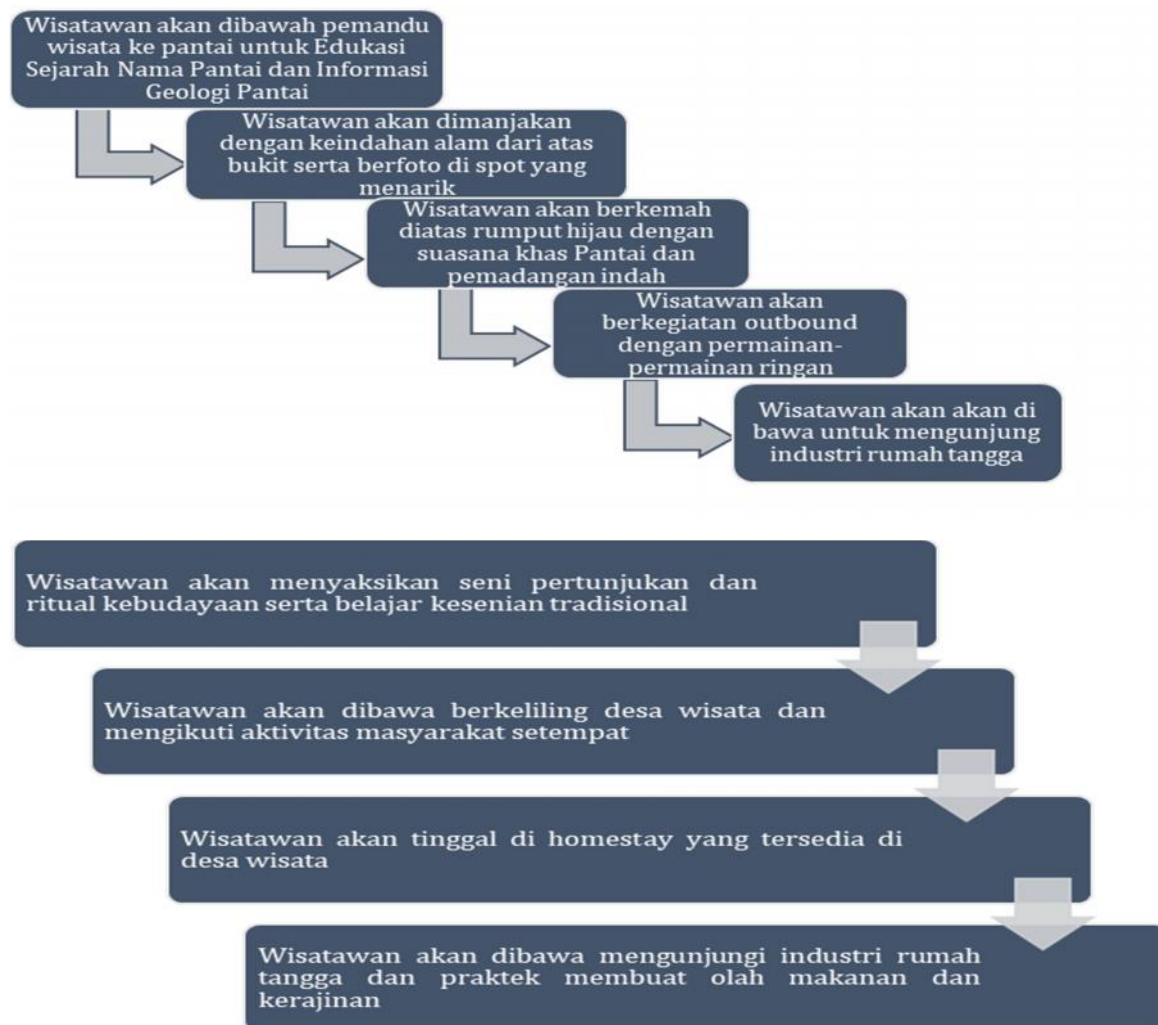 Wisatawan akan dibawah pemandu
wisata ke pantai untuk Edukasi
Sejarah Nama Pantai dan Informasi
Geologi Pantai
Wisatawan akan dimanjakan
dengan keindahan alam dari atas
bukit serta berfoto di spot yang
menarik
Wisatawan akan berkemah
diatas rumput hijau dengan
suasana khas Pantai dan
pemadangan indah
Wisatawan akan
berkegiatan outbound
dengan permainan-
permainan ringan
Wisatawan akan akan di
bawa untuk mengunjung
industri rumah tangga
Wisatawan akan menyaksikan seni pertunjukan dan
ritual kebudayaan serta belajar kesenian tradisional
Wisatawan akan dibawa berkeliling desa wisata dan
mengikuti aktivitas masyarakat setempat
Wisatawan akan tinggal di homestay yang tersedia di
desa wisata
Wisatawan akan dibawa mengunjungi industri rumah
tangga dan praktek membuat olah makanan dan
kerajinan